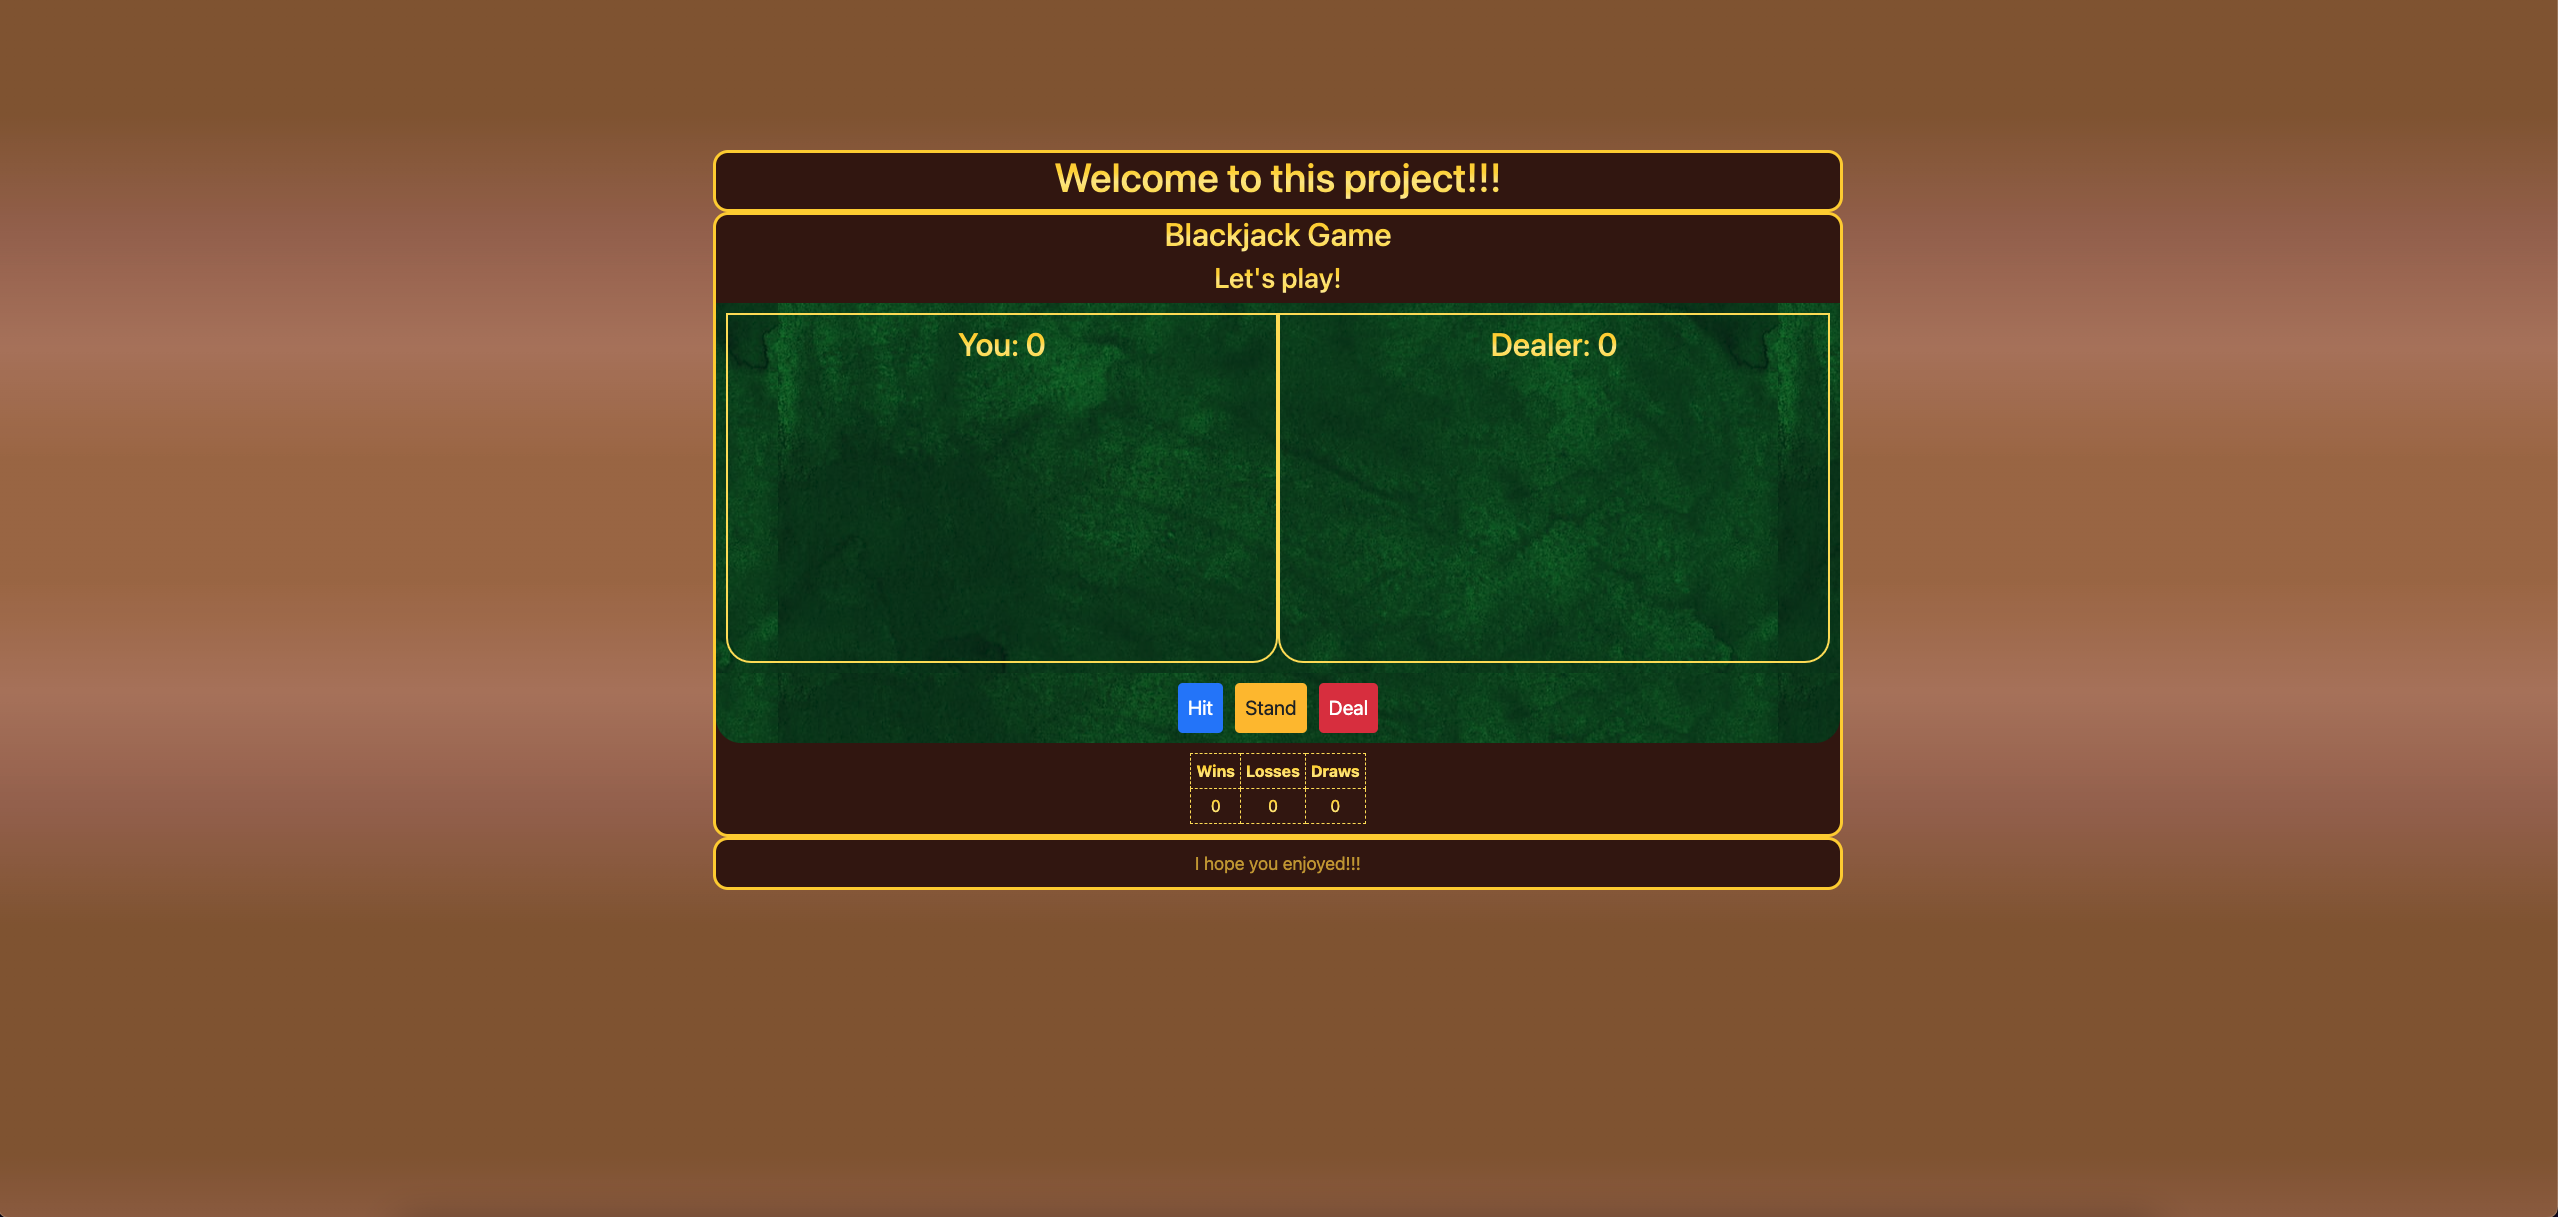 Welcome to this project!!!
Blackjack Game
Let's play!
You: 0
Dealer: 0
Hit Stand Deal
Wins Losses Draws
0 0 0
I hope you enjoyed!!!